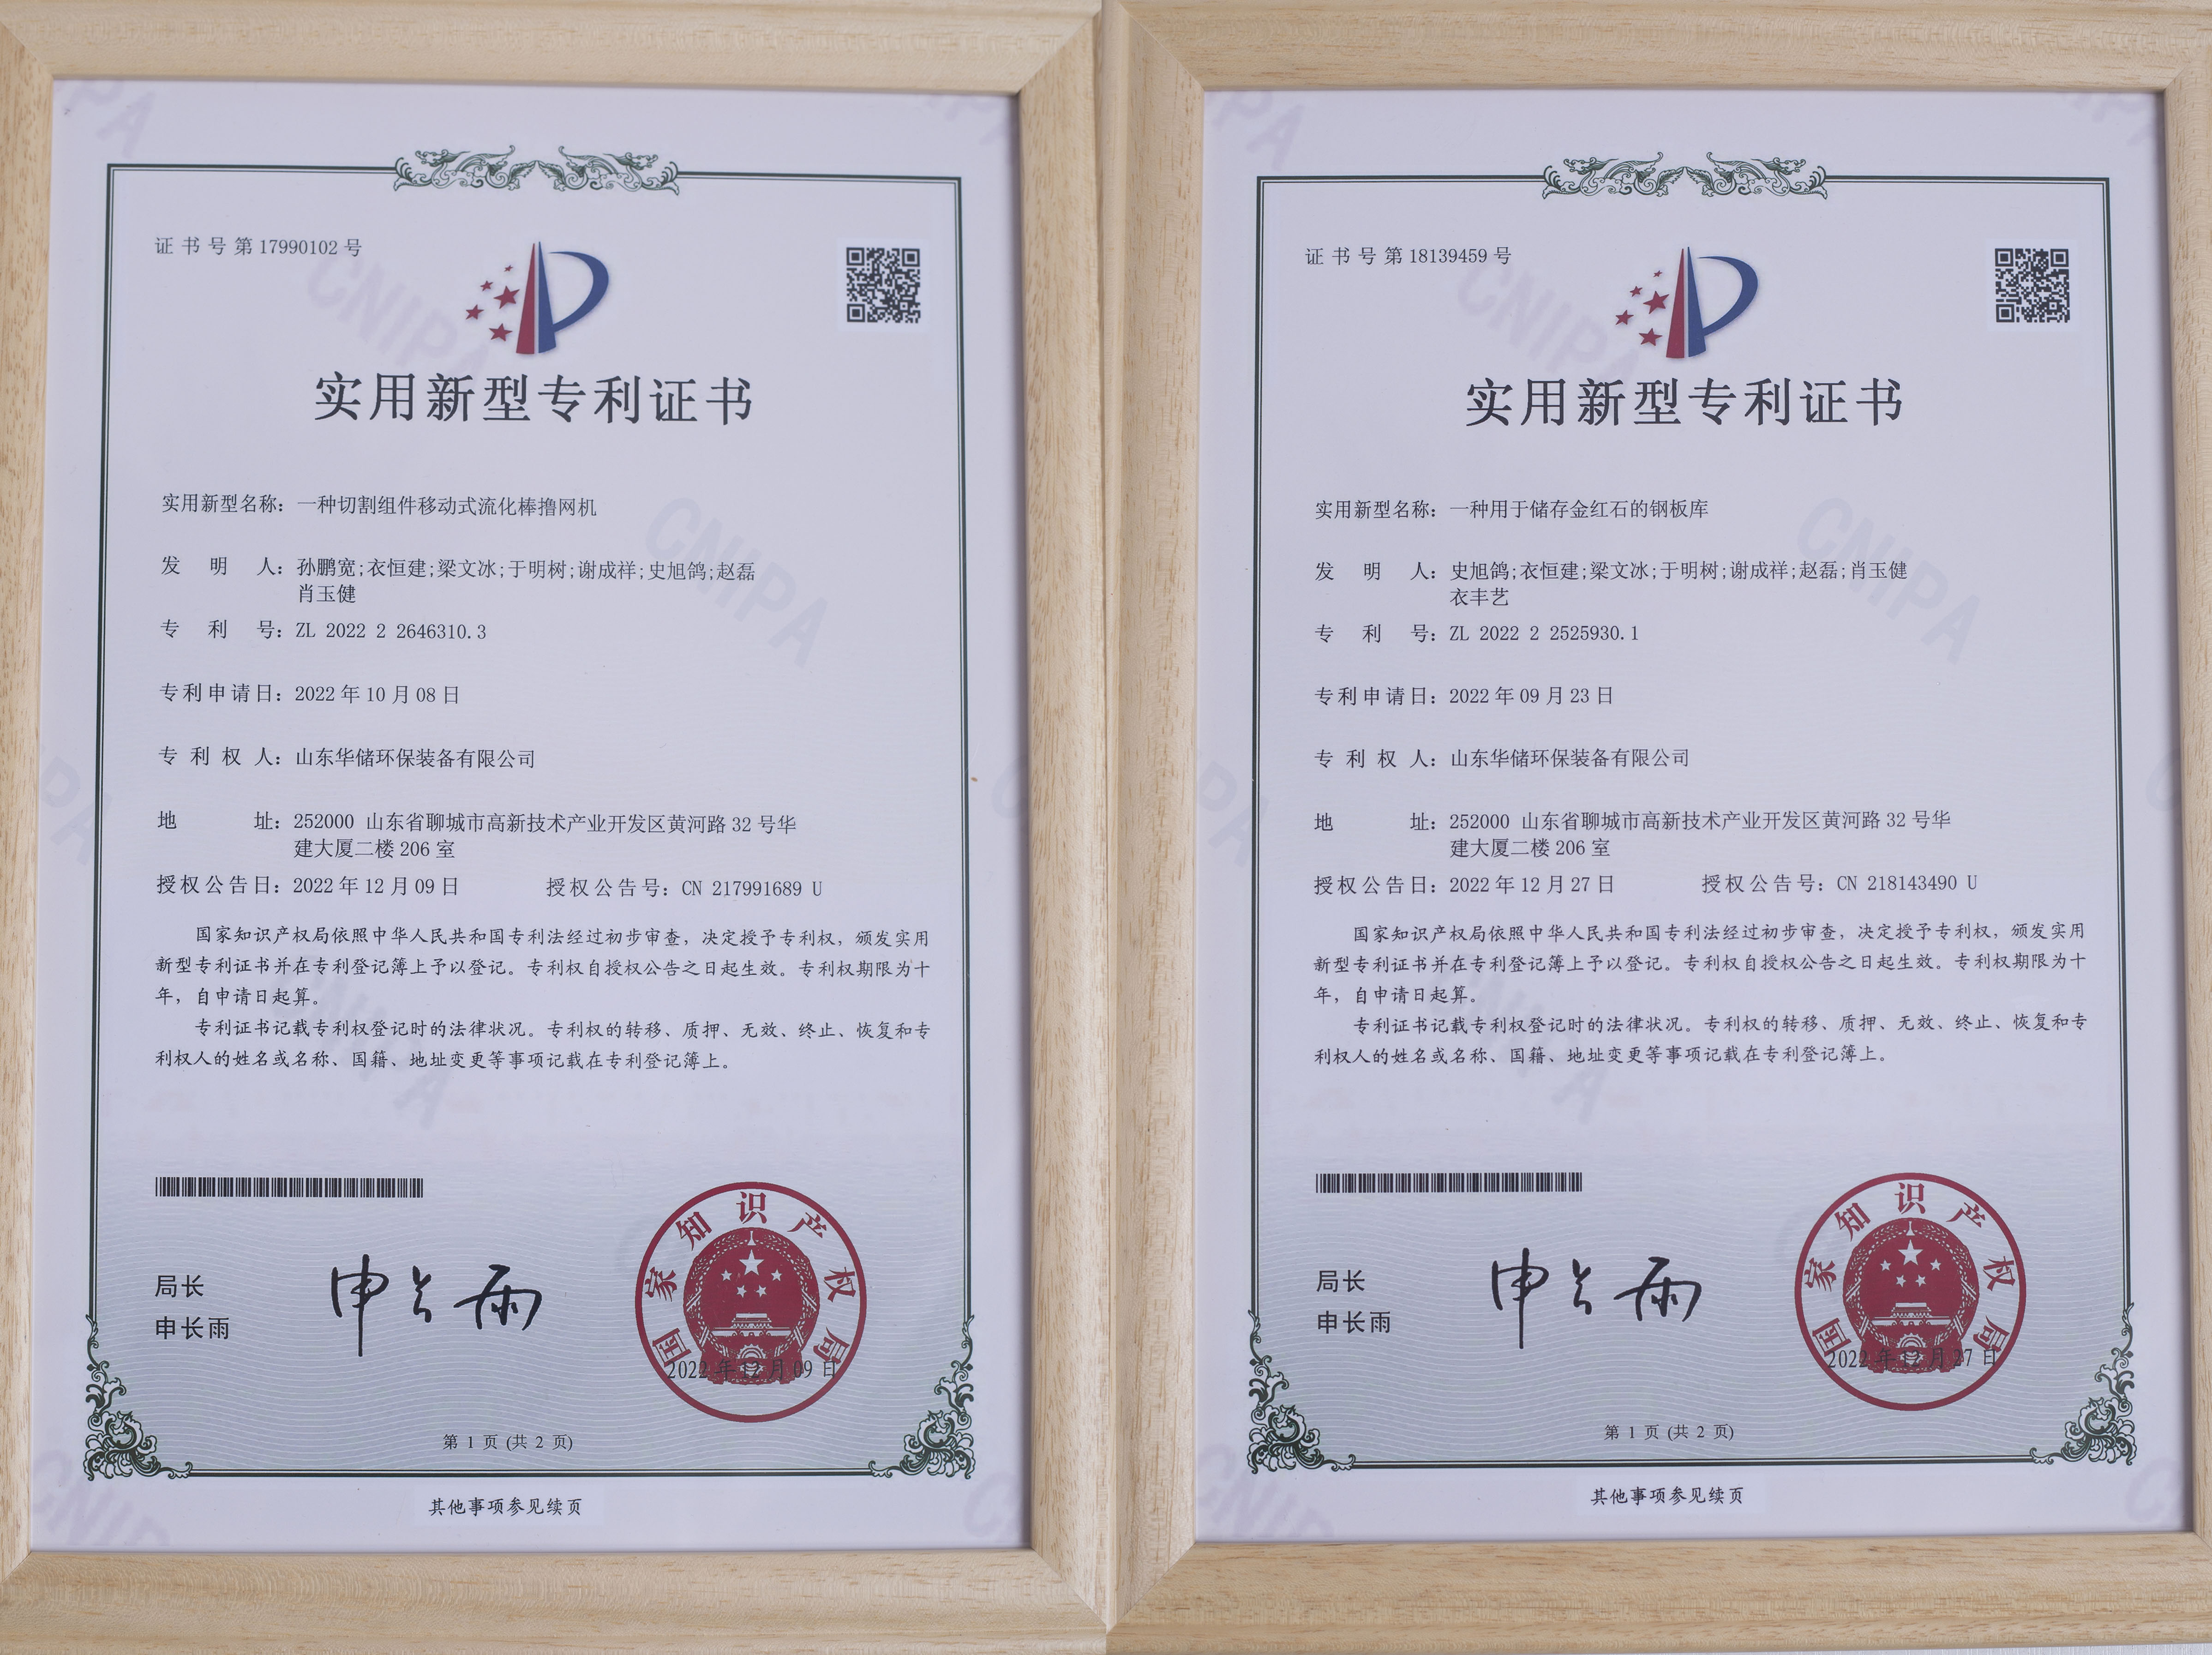 证书号第17990102号
实用新型专利证书
实用新型名称：一种切割组件移动式流化棒撸网机
发明人：孙鹏宽;衣恒建;梁文冰;于明树;谢成祥;史旭鸽;赵磊
肖玉健
专利号：ZL 2022 2 2646310.3
专利申请日：2022年10月08日
专利权人：山东华储环保装备有限公司
地址：252000 山东省聊城市高新技术产业开发区黄河路32号华
建大厦二楼206室
授权公告日：2022年12月09日 授权公告号：CN 217991689 U
国家知识产权局依照中华人民共和国专利法经过初步审查，决定授予专利权，颁发实用
新型专利证书并在专利登记簿上予以登记。专利权自授权公告之日起生效。专利权期限为十
年，自申请日起算。
专利证书记载专利权登记时的法律状况。专利权的转移、质押、无效、终止、恢复和专
利权人的姓名或名称、国籍、地址变更等事项记载在专利登记簿上。
局长
申长雨
申长雨
国家知识产权局
2022年12月09日
第 1 页 (共 2 页)
其他事项参见续页
CNIPA
证书号第18139459号
实用新型专利证书
实用新型名称：一种用于储存金红石的钢板库
发明人：史旭鸽;衣恒建;梁文冰;于明树;谢成祥;赵磊;肖玉健
衣丰艺
专利号：ZL 2022 2 2525930.1
专利申请日：2022年09月23日
专利权人：山东华储环保装备有限公司
地址：252000 山东省聊城市高新技术产业开发区黄河路32号华
建大厦二楼206室
授权公告日：2022年12月27日 授权公告号：CN 218143490 U
国家知识产权局依照中华人民共和国专利法经过初步审查，决定授予专利权，颁发实用
新型专利证书并在专利登记簿上予以登记。专利权自授权公告之日起生效。专利权期限为十
年，自申请日起算。
专利证书记载专利权登记时的法律状况。专利权的转移、质押、无效、终止、恢复和专
利权人的姓名或名称、国籍、地址变更等事项记载在专利登记簿上。
局长
申长雨
申长雨
国家知识产权局
2022年12月27日
第 1 页 (共 2 页)
其他事项参见续页
CNIPA